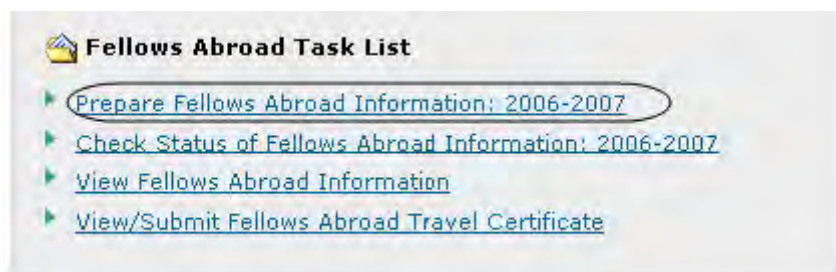 Fellows Abroad Task List
Prepare Fellows Abroad Information: 2006-2007
Check Status of Fellows Abroad Information: 2006-2007
View Fellows Abroad Information
View/Submit Fellows Abroad Travel Certificate